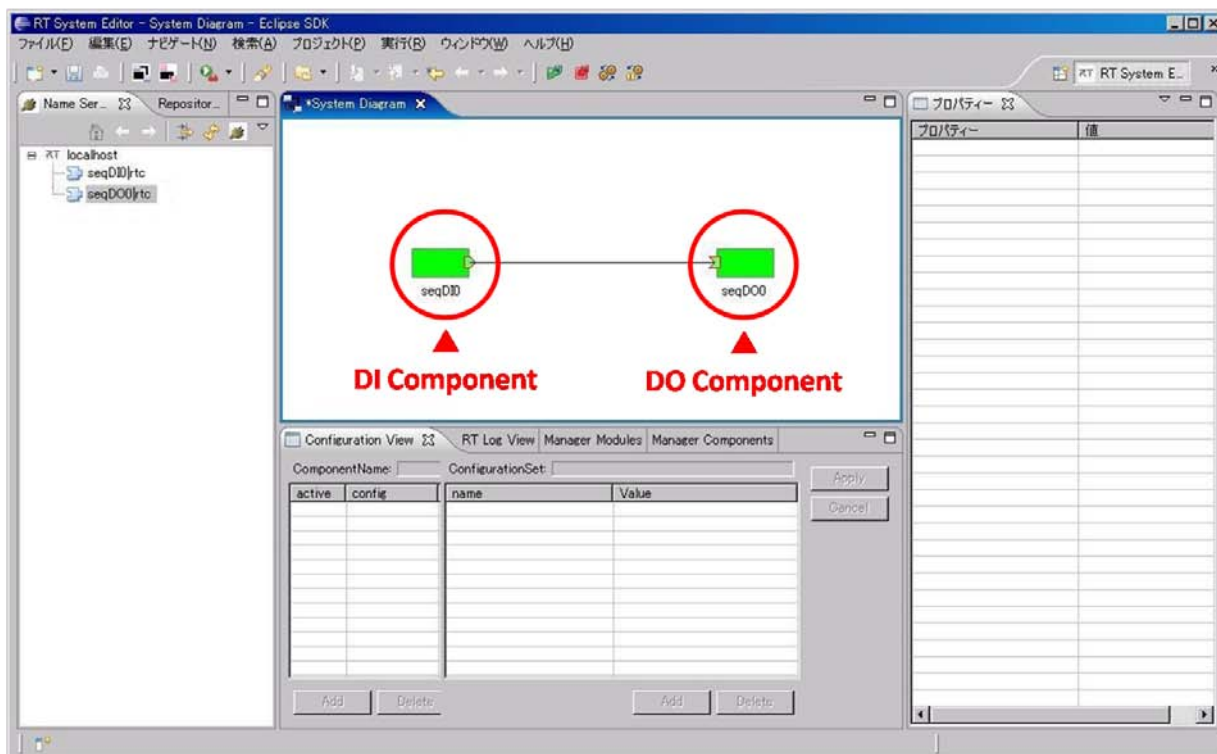 RT System Editor - System Diagram - Eclipse SDK
ファイル(F) 編集(E) ナビゲート(N) 検索(A) プロジェクト(P) 実行(R) ウィンドウ(W) ヘルプ(H)
RT System E...
Name Ser...
Repositor...
*System Diagram
プロパティー
プロパティー 値
RT localhost
seqDI0|rtc
seqDO0|rtc
seqDI0
seqDO0
DI Component
DO Component
Configuration View
RT Log View
Manager Modules
Manager Components
ComponentName:
ConfigurationSet:
active config
name Value
Apply
Cancel
Add
Delete
Add
Delete